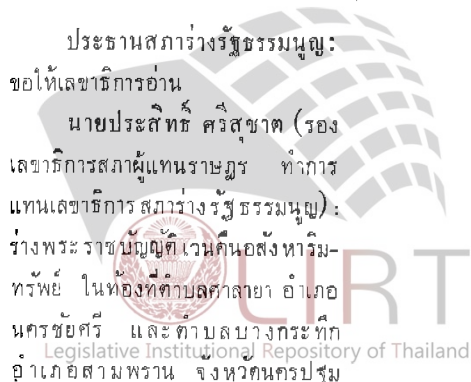 ประธานสภาร่างรัฐธรรมนูญ:
ขอให้เลขาธิการอ่าน
นายประสิทธิ์ ศรีสุชาต (รอง
เลขาธิการสภาผู้แทนราษฎร ทำการ
แทนเลขาธิการสภาร่างรัฐธรรมนูญ):
ร่างพระราชบัญญัติเวนคืนอสังหาริม-
ทรัพย์ ในท้องที่ตำบลศาลายา อำเภอ
นครชัยศรี และตำบลบางกระทึก
อำเภอสามพราน จังหวัดนครปฐม
LIRT
Legislative Institutional Repository of Thailand